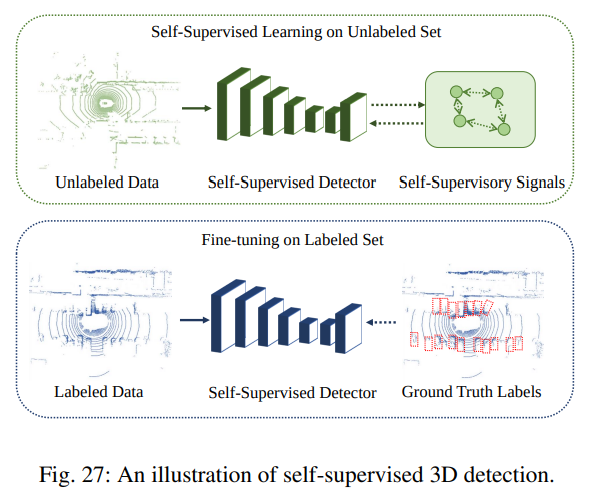 Self-Supervised Learning on Unlabeled Set
Unlabeled Data
Self-Supervised Detector
Self-Supervisory Signals
Fine-tuning on Labeled Set
Labeled Data
Self-Supervised Detector
Ground Truth Labels
Fig. 27: An illustration of self-supervised 3D detection.